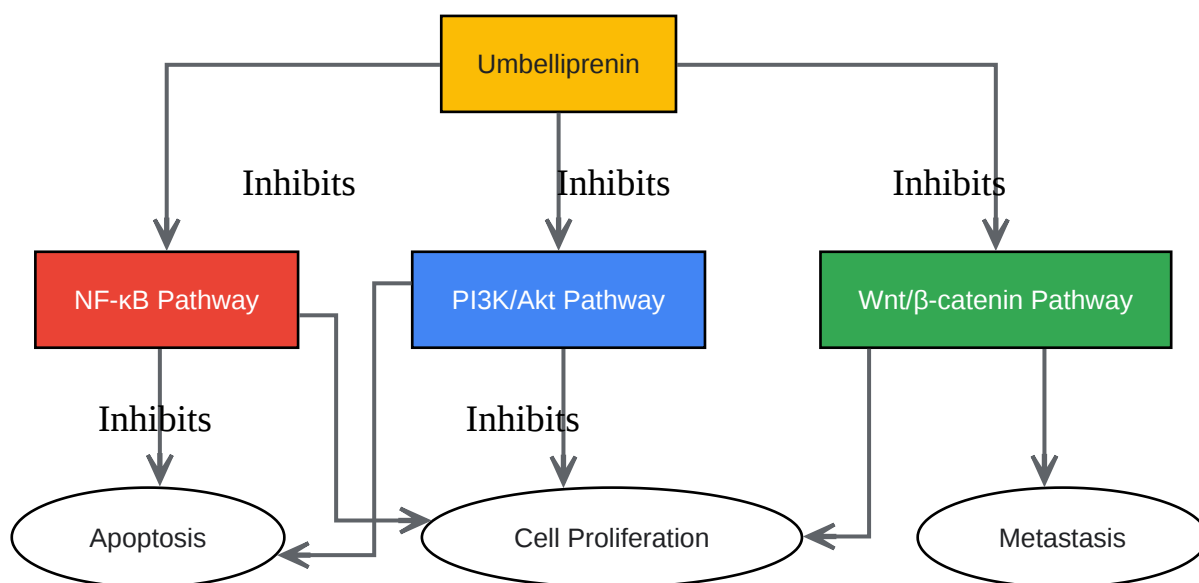 Umbelliprenin
Inhibits
Inhibits
Inhibits
NF-κB Pathway
PI3K/Akt Pathway
Wnt/β-catenin Pathway
Inhibits
Inhibits
Apoptosis
Cell Proliferation
Metastasis